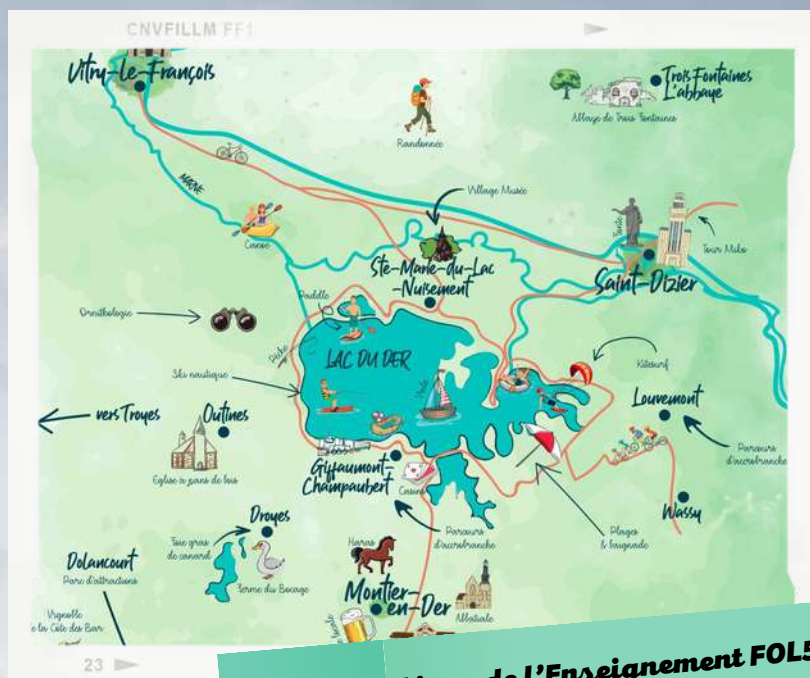 CNVFILLM FF1
Vitry-le-François
Trois Fontaines
L'abbaye
Abbaye de Trois Fontaines
Randonnée
MARNE
Village Musée
Canoë
Ste-Marie-du-Lac
-Nuisement
Tour Miko
Saint-Dizier
Ornithologie
Paddle
Pêche
LAC DU DER
Kitesurf
Ski nautique
Voile
Louvemont
vers Troyes
Outines
Parcours
d'accrobranche
Eglise à pans de bois
Giffaumont-
Champaubert
Casino
Wassy
Droyes
Foie gras
de canard
Parcours
d'accrobranche
Plages
& baignade
Haras
Dolancourt
Parc d'attractions
Ferme du Bocage
Montier-
en-Der
Abbatiale
Vignoble
de la Côte des Bar
23
de l'Enseignement FOL5